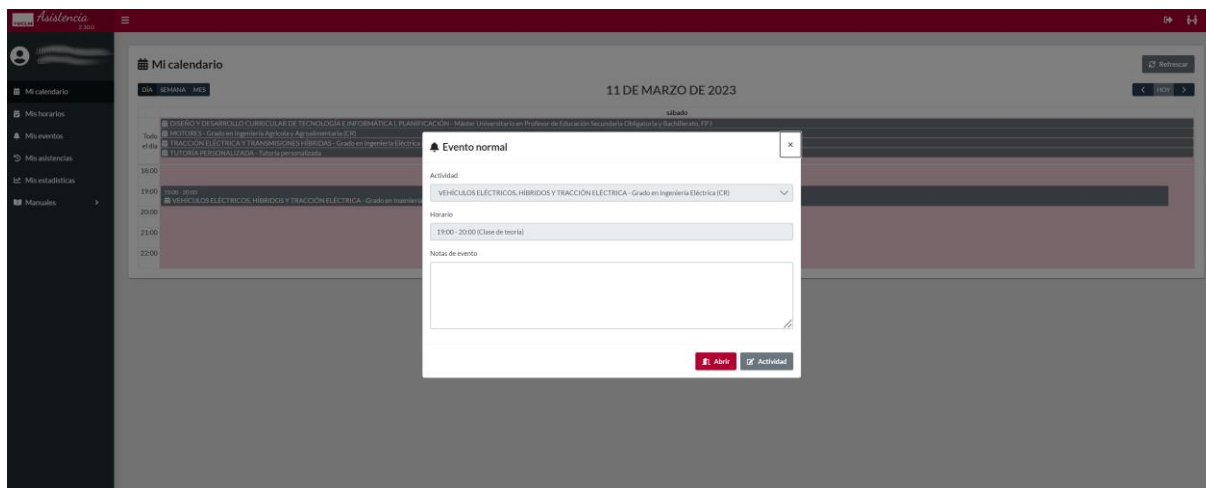 Asistencia
Mi calendario
Refrescar
Mi calendario
DÍA SEMANA MES
11 DE MARZO DE 2023
HOY
Mis horarios
sábado
DISEÑO Y DESARROLLO CURRICULAR DE TECNOLOGÍA E INFORMÁTICA I. PLANIFICACIÓN - Máster Universitario en Profesor de Educación Secundaria Obligatoria y Bachillerato, FP I
Mis eventos
Todo el día
MOTORES - Grado en Ingeniería Agrícola y Agroalimentaria (CR)
TRACCIÓN ELÉCTRICA Y TRANSMISIONES HÍBRIDAS - Grado en Ingeniería Eléctrica
TUTORÍA PERSONALIZADA - Tutoría personalizada
Mis asistencias
Mis estadísticas
Manuales
18:00
19:00
19:00 - 20:00
VEHÍCULOS ELÉCTRICOS, HÍBRIDOS Y TRACCIÓN ELÉCTRICA - Grado en Ingeniería
20:00
21:00
22:00
Evento normal
×
Actividad
VEHÍCULOS ELÉCTRICOS, HÍBRIDOS Y TRACCIÓN ELÉCTRICA - Grado en Ingeniería Eléctrica (CR)
Horario
19:00 - 20:00 (Clase de teoría)
Notas de evento
Abrir
Actividad